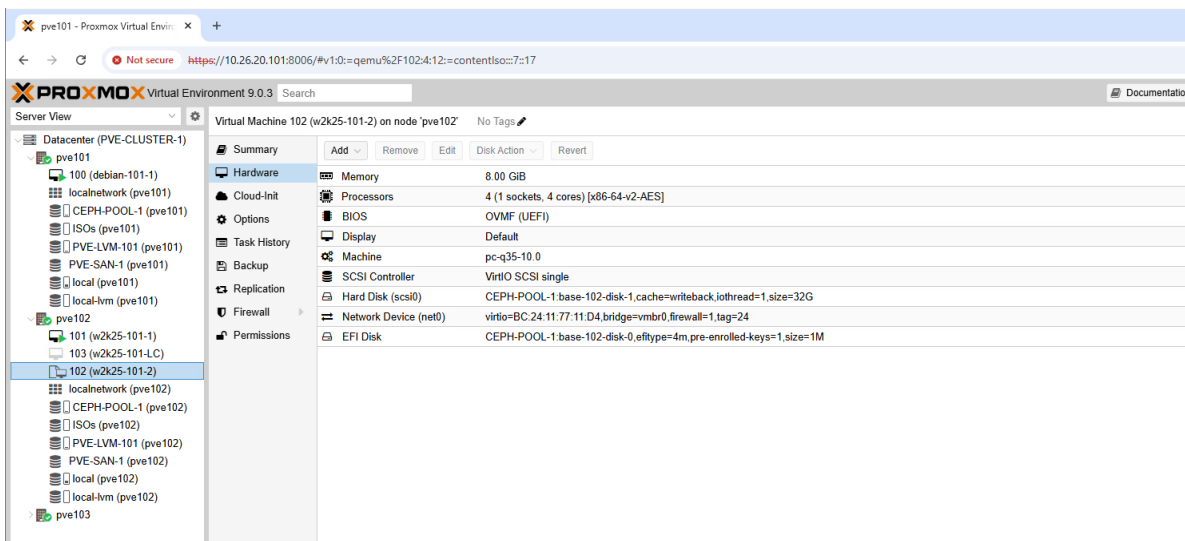 pve101 - Proxmox Virtual Enviro
Not secure https://10.26.20.101:8006/#v1:0:=qemu%2F102:4:12:=contentIso:::7::17
PROXMOX Virtual Environment 9.0.3 Search
Documentatio
Server View
Virtual Machine 102 (w2k25-101-2) on node 'pve102' No Tags
Datacenter (PVE-CLUSTER-1)
pve101
100 (debian-101-1)
localnetwork (pve101)
CEPH-POOL-1 (pve101)
ISOs (pve101)
PVE-LVM-101 (pve101)
PVE-SAN-1 (pve101)
local (pve101)
local-lvm (pve101)
pve102
101 (w2k25-101-1)
103 (w2k25-101-LC)
102 (w2k25-101-2)
localnetwork (pve102)
CEPH-POOL-1 (pve102)
ISOs (pve102)
PVE-LVM-101 (pve102)
PVE-SAN-1 (pve102)
local (pve102)
local-lvm (pve102)
pve103
Summary
Hardware
Cloud-Init
Options
Task History
Backup
Replication
Firewall
Permissions
Add Remove Edit Disk Action Revert
Memory 8.00 GiB
Processors 4 (1 sockets, 4 cores) [x86-64-v2-AES]
BIOS OVMF (UEFI)
Display Default
Machine pc-q35-10.0
SCSI Controller VirtIO SCSI single
Hard Disk (scsi0) CEPH-POOL-1:base-102-disk-1,cache=writeback,iothread=1,size=32G
Network Device (net0) virtio=BC:24:11:77:11:D4,bridge=vmbr0,firewall=1,tag=24
EFI Disk CEPH-POOL-1:base-102-disk-0,efitype=4m,pre-enrolled-keys=1,size=1M